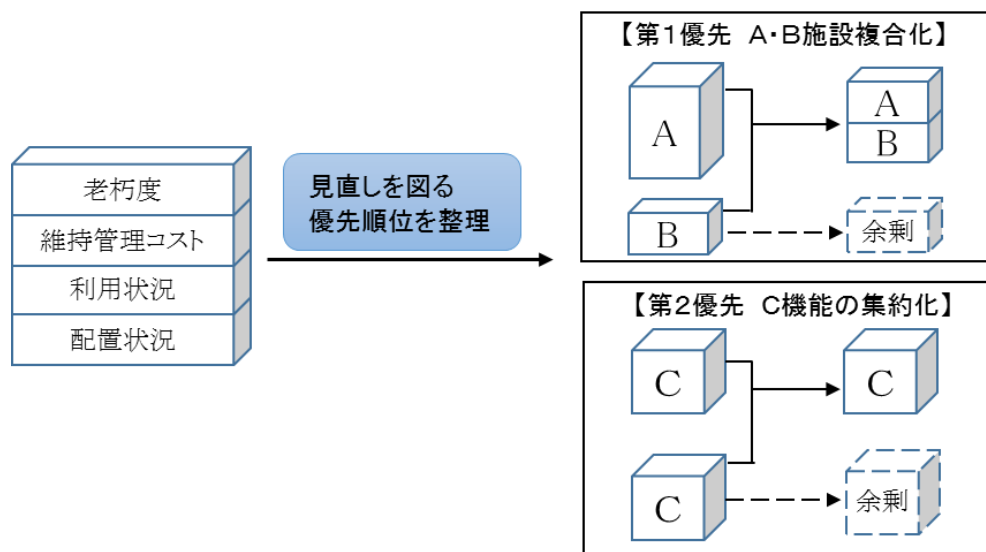 老朽度
維持管理コスト
利用状況
配置状況
見直しを図る
優先順位を整理
【第1優先 A・B施設複合化】
A
B
A
B
余剰
【第2優先 C機能の集約化】
C
C
C
余剰